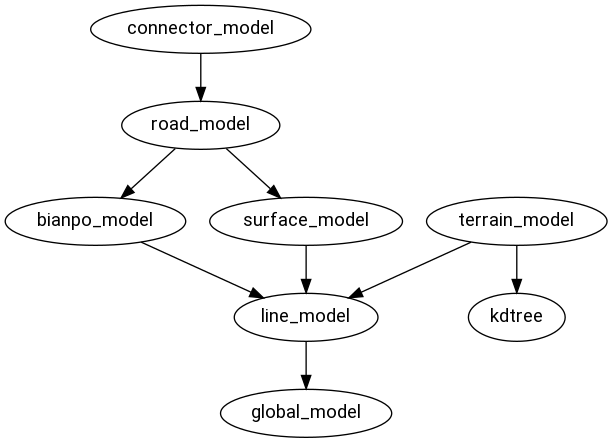 connector_model
road_model
bianpo_model
surface_model
terrain_model
line_model
kdtree
global_model